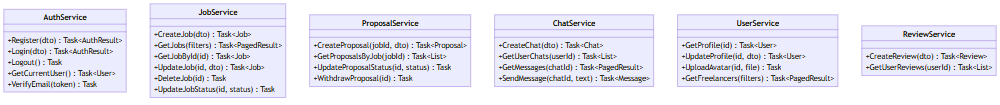 AuthService
+Register(dto) : Task<AuthResult>
+Login(dto) : Task<AuthResult>
+Logout() : Task
+GetCurrentUser() : Task<User>
+VerifyEmail(token) : Task
JobService
+CreateJob(dto) : Task<Job>
+GetJobs(filters) : Task<PagedResult>
+GetJobById(id) : Task<Job>
+UpdateJob(id, dto) : Task<Job>
+DeleteJob(id) : Task
+UpdateJobStatus(id, status) : Task
ProposalService
+CreateProposal(jobId, dto) : Task<Proposal>
+GetProposalsByJob(jobId) : Task<List>
+UpdateProposalStatus(id, status) : Task
+WithdrawProposal(id) : Task
ChatService
+CreateChat(dto) : Task<Chat>
+GetUserChats(userId) : Task<List>
+GetMessages(chatId) : Task<PagedResult>
+SendMessage(chatId, text) : Task<Message>
UserService
+GetProfile(id) : Task<User>
+UpdateProfile(id, dto) : Task<User>
+UploadAvatar(id, file) : Task
+GetFreelancers(filters) : Task<PagedResult>
ReviewService
+CreateReview(dto) : Task<Review>
+GetUserReviews(userId) : Task<List>